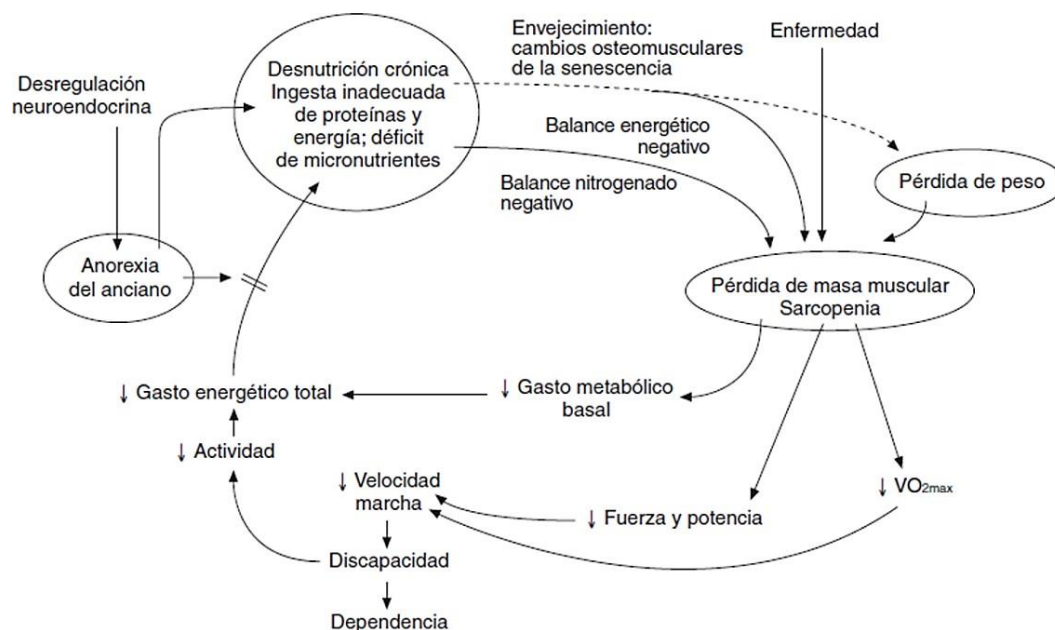 Envejecimiento:
cambios osteomusculares
de la senescencia
Enfermedad
Desregulación
neuroendocrina
Desnutrición crónica
Ingesta inadecuada
de proteínas y
energía; défitit
de micronutrientes
Balance energético
negativo
Balance nitrogenado
negativo
Pérdida de peso
Anorexia
del anciano
Pérdida de masa muscular
Sarcopenia
↓ Gasto energético total
↓ Gasto metabólico
basal
↓ Actividad
↓ Velocidad
marcha
↓ Fuerza y potencia
↓ VO2max
Discapacidad
Dependencia